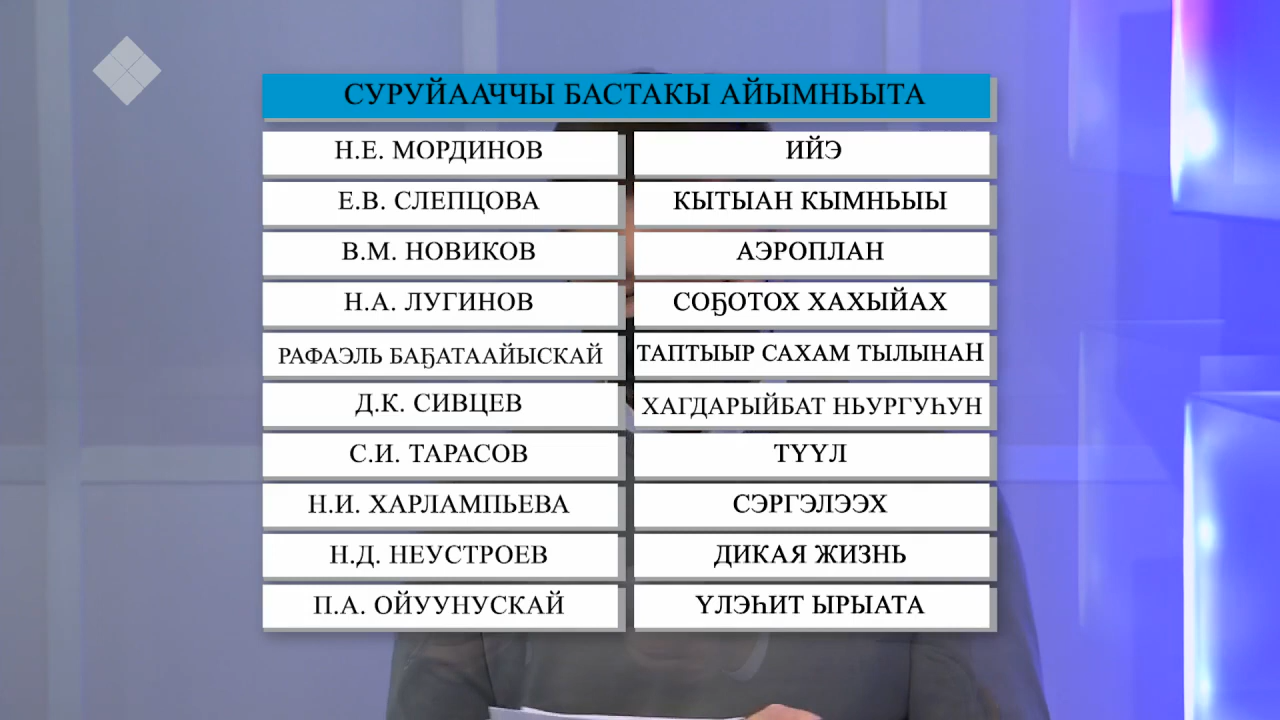 СУРУЙААЧЧЫ БАСТАКЫ АЙЫМНЬЫТА
Н.Е. МОРДИНОВ ИЙЭ
Е.В. СЛЕПЦОВА КЫТЫАН КЫМНЬЫЫ
В.М. НОВИКОВ АЭРОПЛАН
Н.А. ЛУГИНОВ СОҔОТОХ ХАХЫЙАХ
РАФАЭЛЬ БАҔАТААЙЫСКАЙ ТАПТЫЫР САХАМ ТЫЛЫНАН
Д.К. СИВЦЕВ ХАГДАРЫЙБАТ НЬУРГУҺУН
С.И. ТАРАСОВ ТҮҮЛ
Н.И. ХАРЛАМПЬЕВА СЭРГЭЛЭЭХ
Н.Д. НЕУСТРОЕВ ДИКАЯ ЖИЗНЬ
П.А. ОЙУУНУСКАЙ ҮЛЭҺИТ ЫРЫАТА